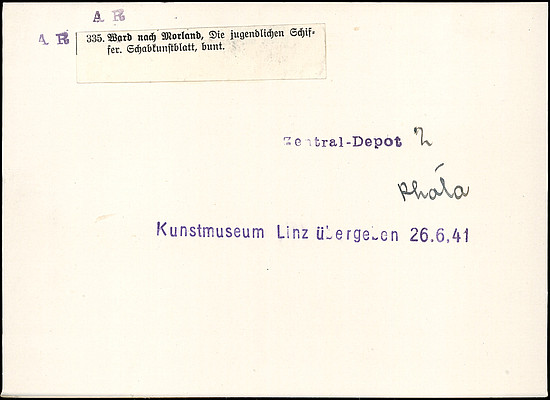 A R
A R
335. Ward nach Morland, Die jugendlichen Schif-
fer. Schabkunstblatt, bunt.
Zentral-Depot
Kunstmuseum Linz übergeben 26.6.41